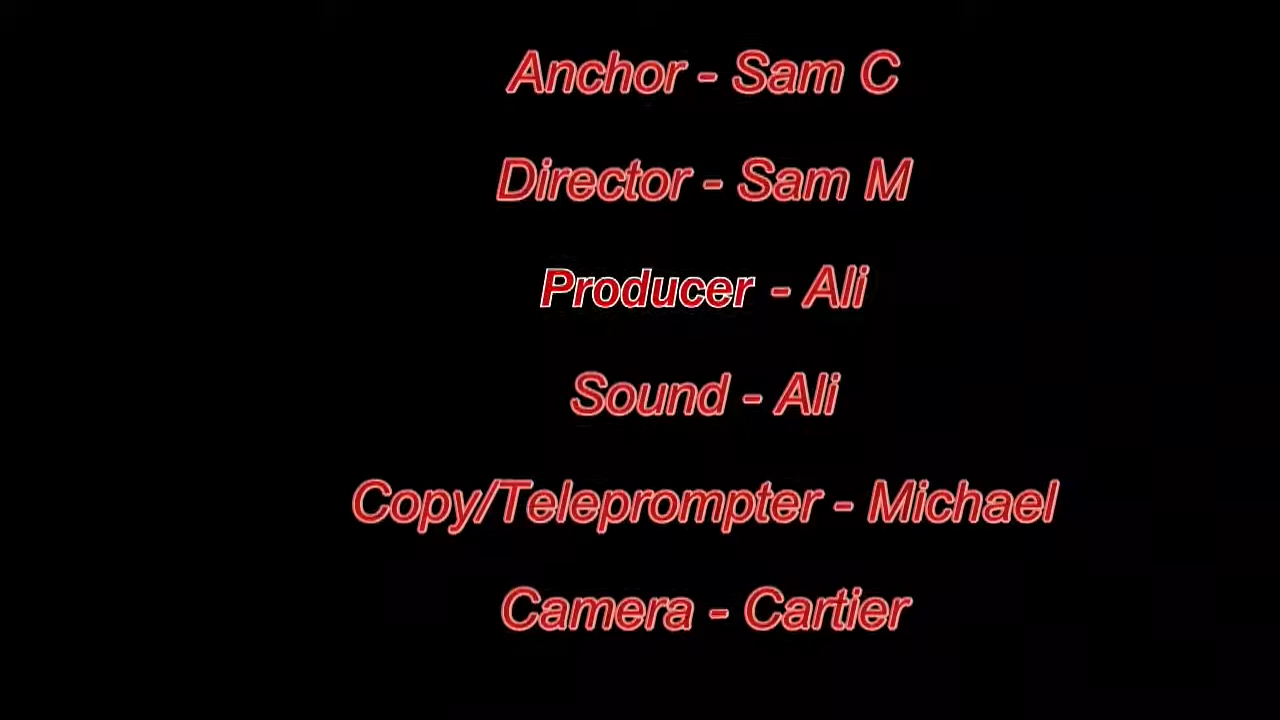 Anchor - Sam C
Director - Sam M
Producer - Ali
Sound - Ali
Copy/Teleprompter - Michael
Camera - Cartier